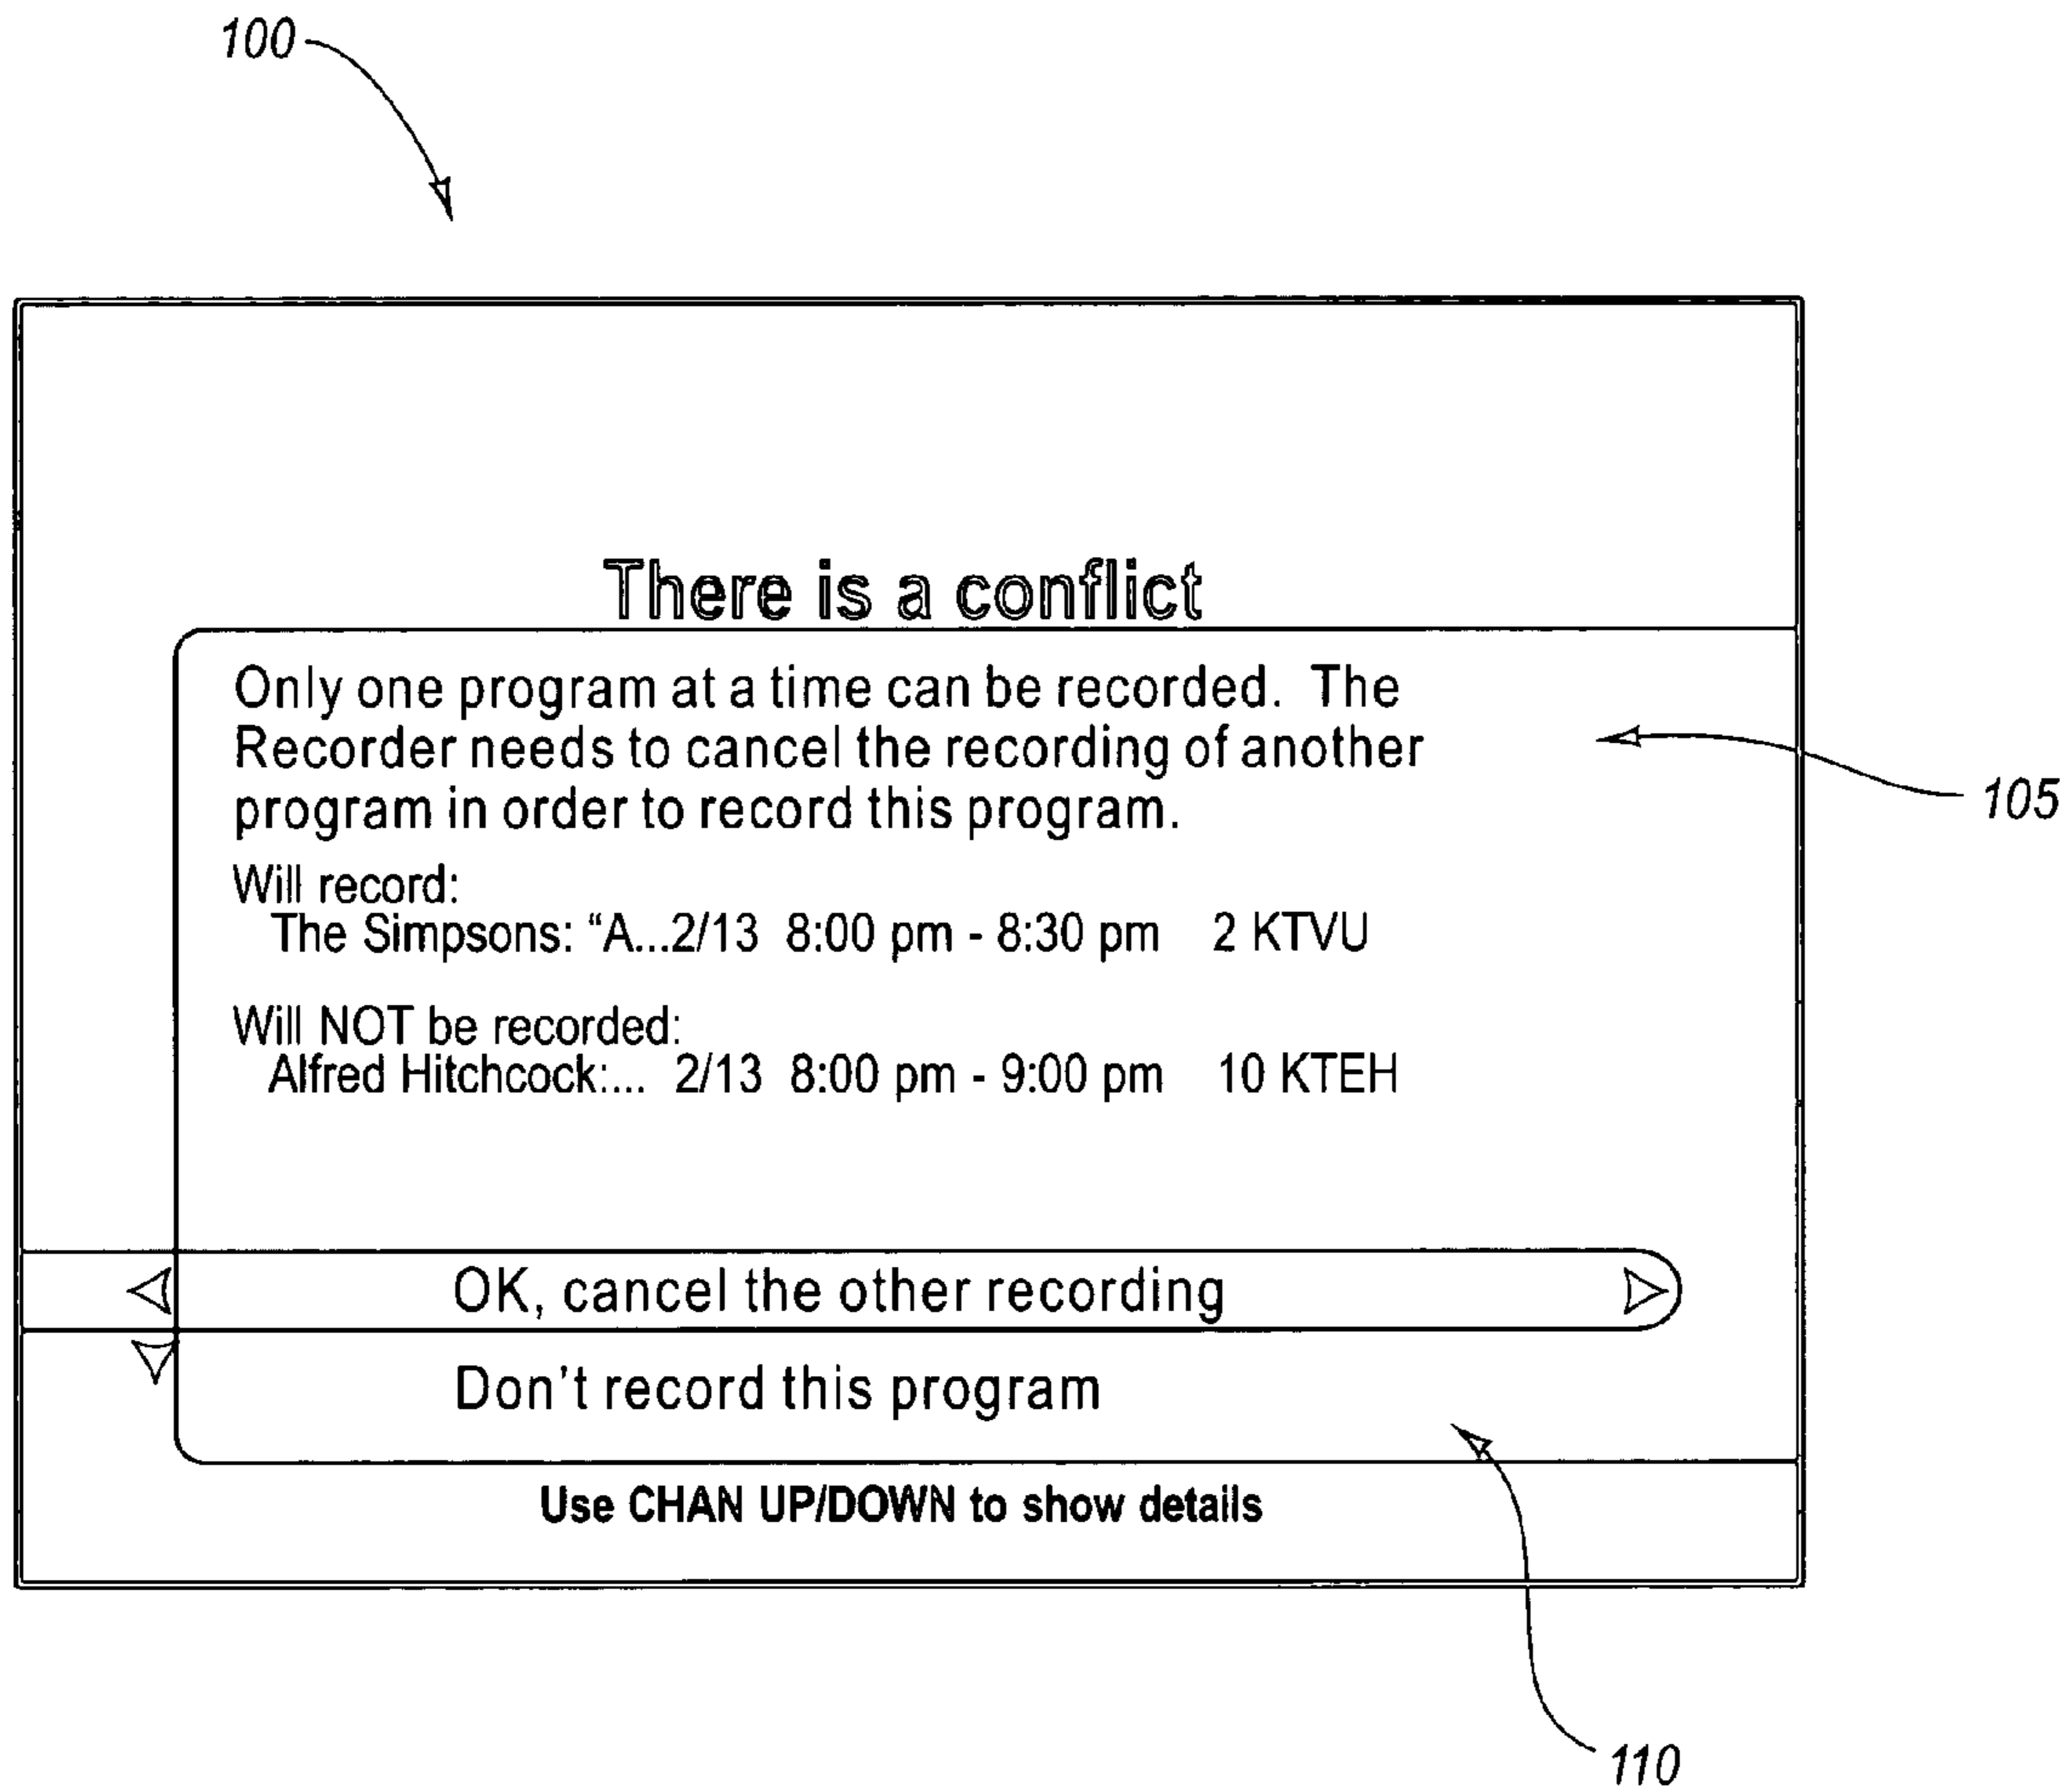 100
There is a conflict
Only one program at a time can be recorded. The
Recorder needs to cancel the recording of another
program in order to record this program.
105
Will record:
The Simpsons: “A...2/13 8:00 pm - 8:30 pm 2 KTVU
Will NOT be recorded:
Alfred Hitchcock:... 2/13 8:00 pm - 9:00 pm 10 KTEH
OK, cancel the other recording
Don't record this program
Use CHAN UP/DOWN to show details
110